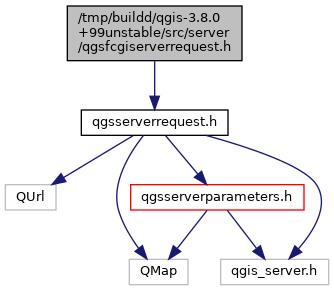 /tmp/buildd/qgis-3.8.0
+99unstable/src/server
/qgsfcgiserverrequest.h
qgsserverrequest.h
QUrl
qgsserverparameters.h
QMap
qgis_server.h